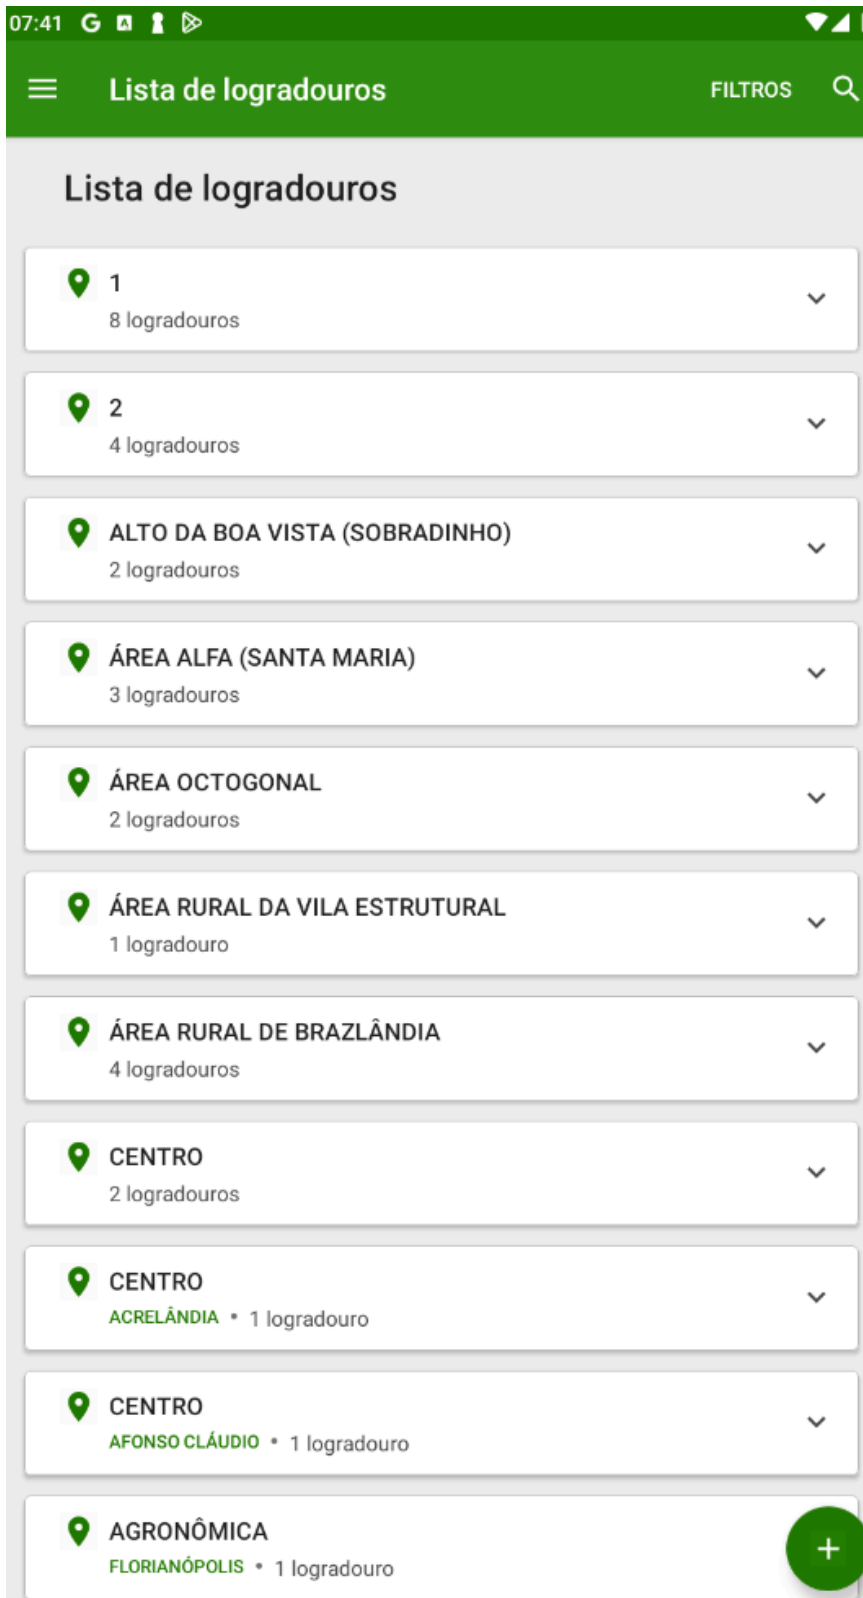 07:41
Lista de logradouros
FILTROS
Lista de logradouros
1
8 logradouros
2
4 logradouros
ALTO DA BOA VISTA (SOBRADINHO)
2 logradouros
ÁREA ALFA (SANTA MARIA)
3 logradouros
ÁREA OCTOGONAL
2 logradouros
ÁREA RURAL DA VILA ESTRUTURAL
1 logradouro
ÁREA RURAL DE BRAZLÂNDIA
4 logradouros
CENTRO
2 logradouros
CENTRO
ACRELÂNDIA • 1 logradouro
CENTRO
AFONSO CLÁUDIO • 1 logradouro
AGRONÔMICA
FLORIANÓPOLIS • 1 logradouro